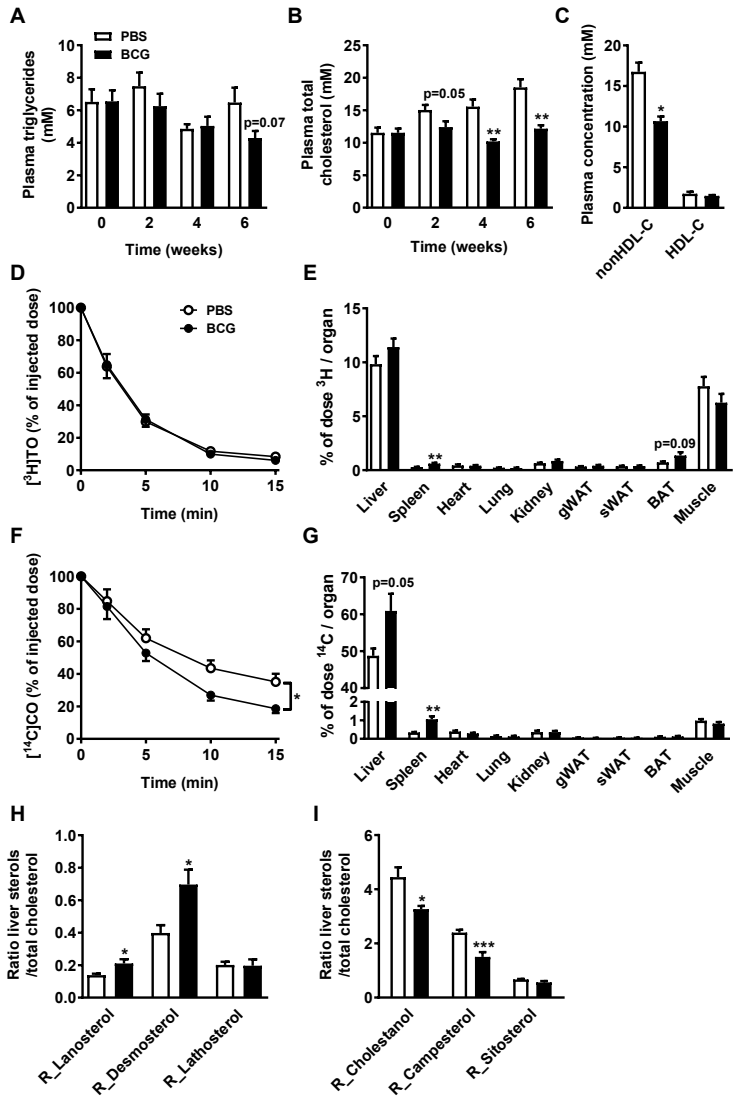 A
PBS
BCG
Plasma triglycerides
(mM)
10
8
6
4
2
0
p=0.07
0 2 4 6
Time (weeks)
B
Plasma total
cholesterol (mM)
25
20
15
10
5
0
p=0.05
**
**
0 2 4 6
Time (weeks)
C
Plasma concentration (mM)
20
15
10
5
0
*
nonHDL-C
HDL-C
D
[³H]TO (% of injected dose)
100
80
60
40
20
0
PBS
BCG
0 5 10 15
Time (min)
E
% of dose ³H / organ
15
10
5
0
**
p=0.09
Liver
Spleen
Heart
Lung
Kidney
gWAT
sWAT
BAT
Muscle
F
[¹⁴C]CO (% of injected dose)
100
80
60
40
20
0
*
0 5 10 15
Time (min)
G
% of dose ¹⁴C / organ
70
60
50
40
2
1
0
p=0.05
**
Liver
Spleen
Heart
Lung
Kidney
gWAT
sWAT
BAT
Muscle
H
Ratio liver sterols
/total cholesterol
1.0
0.8
0.6
0.4
0.2
0.0
*
*
R_Lanosterol
R_Desmosterol
R_Lathosterol
I
Ratio liver sterols
/total cholesterol
6
4
2
0
*
***
R_Cholestanol
R_Campesterol
R_Sitosterol